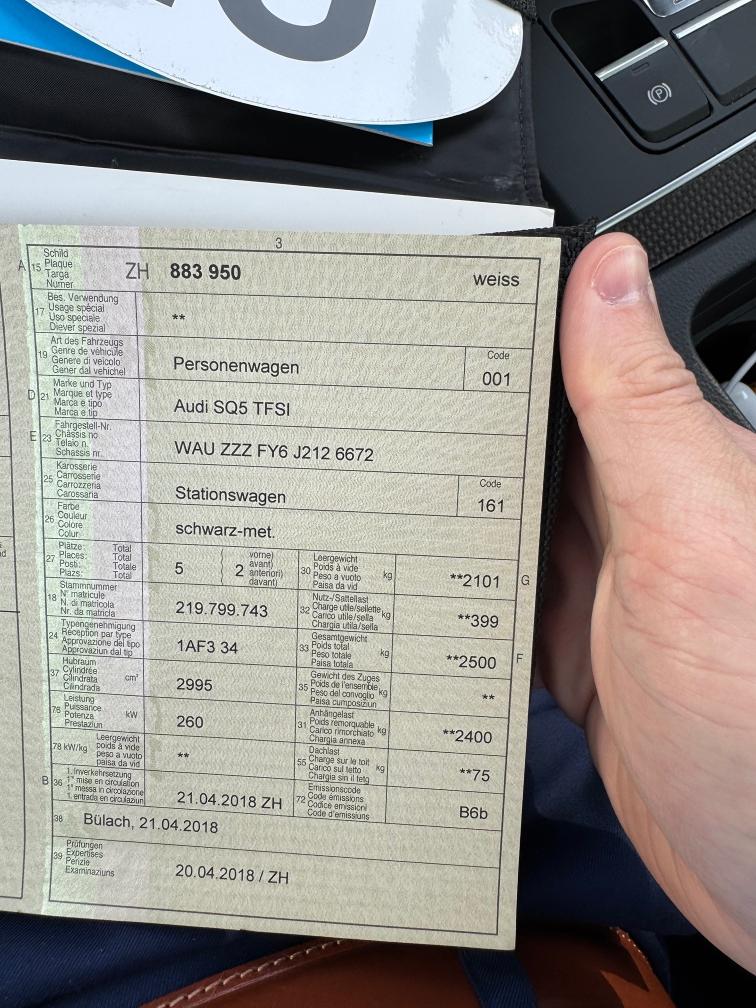 P
3
A 15 Schild
Plaque
Targa
Numer
ZH 883 950 weiss
17 Bes. Verwendung
Usage spécial
Uso speciale
Diever spezial
**
19 Art des Fahrzeugs
Genre de véhicule
Genere di veicolo
Gener dal vehichel
Personenwagen
Code
001
D 21 Marke und Typ
Marque et type
Marca e tipo
Marca e tip
Audi SQ5 TFSI
E 23 Fahrgestell-Nr.
Châssis no
Telaio n.
Schassis nr.
WAU ZZZ FY6 J212 6672
25 Karosserie
Carrosserie
Carrozzeria
Carossaria
Stationswagen
Code
161
26 Farbe
Couleur
Colore
Colur
schwarz-met.
27 Plätze: Total
Places: Total
Posti: Totale
Plazs: Total
5
( 2 vorne)
avant)
anteriori)
davant)
30 Leergewicht
Poids à vide
Peso a vuoto
Paisa da vid
kg
**2101 G
18 Stammnummer
N° matricule
N. di matricola
Nr. da matricla
219.799.743
32 Nutz-/Sattellast
Charge utile/sellette
Carico utile/sella
Chargia utila/sella
kg
**399
24 Typengenehmigung
Réception par type
Approvazione del tipo
Approvaziun dal tip
1AF3 34
33 Gesamtgewicht
Poids total
Peso totale
Paisa totala
kg
**2500 F
37 Hubraum
Cylindrée
Cilindrata
Cilindrada
cm³
2995
35 Gewicht des Zuges
Poids de l'ensemble
Peso del convoglio
Paisa cumposiziun
kg
**
76 Leistung
Puissance
Potenza
Prestaziun
kW
260
31 Anhängelast
Poids remorquable
Carico rimorchiato
Chargia annexa
kg
**2400
78 kW/kg Leergewicht
poids à vide
peso a vuoto
paisa da vid
**
55 Dachlast
Charge sur le toit
Carico sul tetto
Chargia sin il tetg
kg
**75
B 36 1. Inverkehrsetzung
1re mise en circulation
1a messa in circolazione
1. entrada en circulaziun
21.04.2018 ZH
72 Emissionscode
Code émissions
Codice emissioni
Code d'emissiuns
B6b
38 Bülach, 21.04.2018
39 Prüfungen
Expertises
Perizie
Examinaziuns
20.04.2018 / ZH